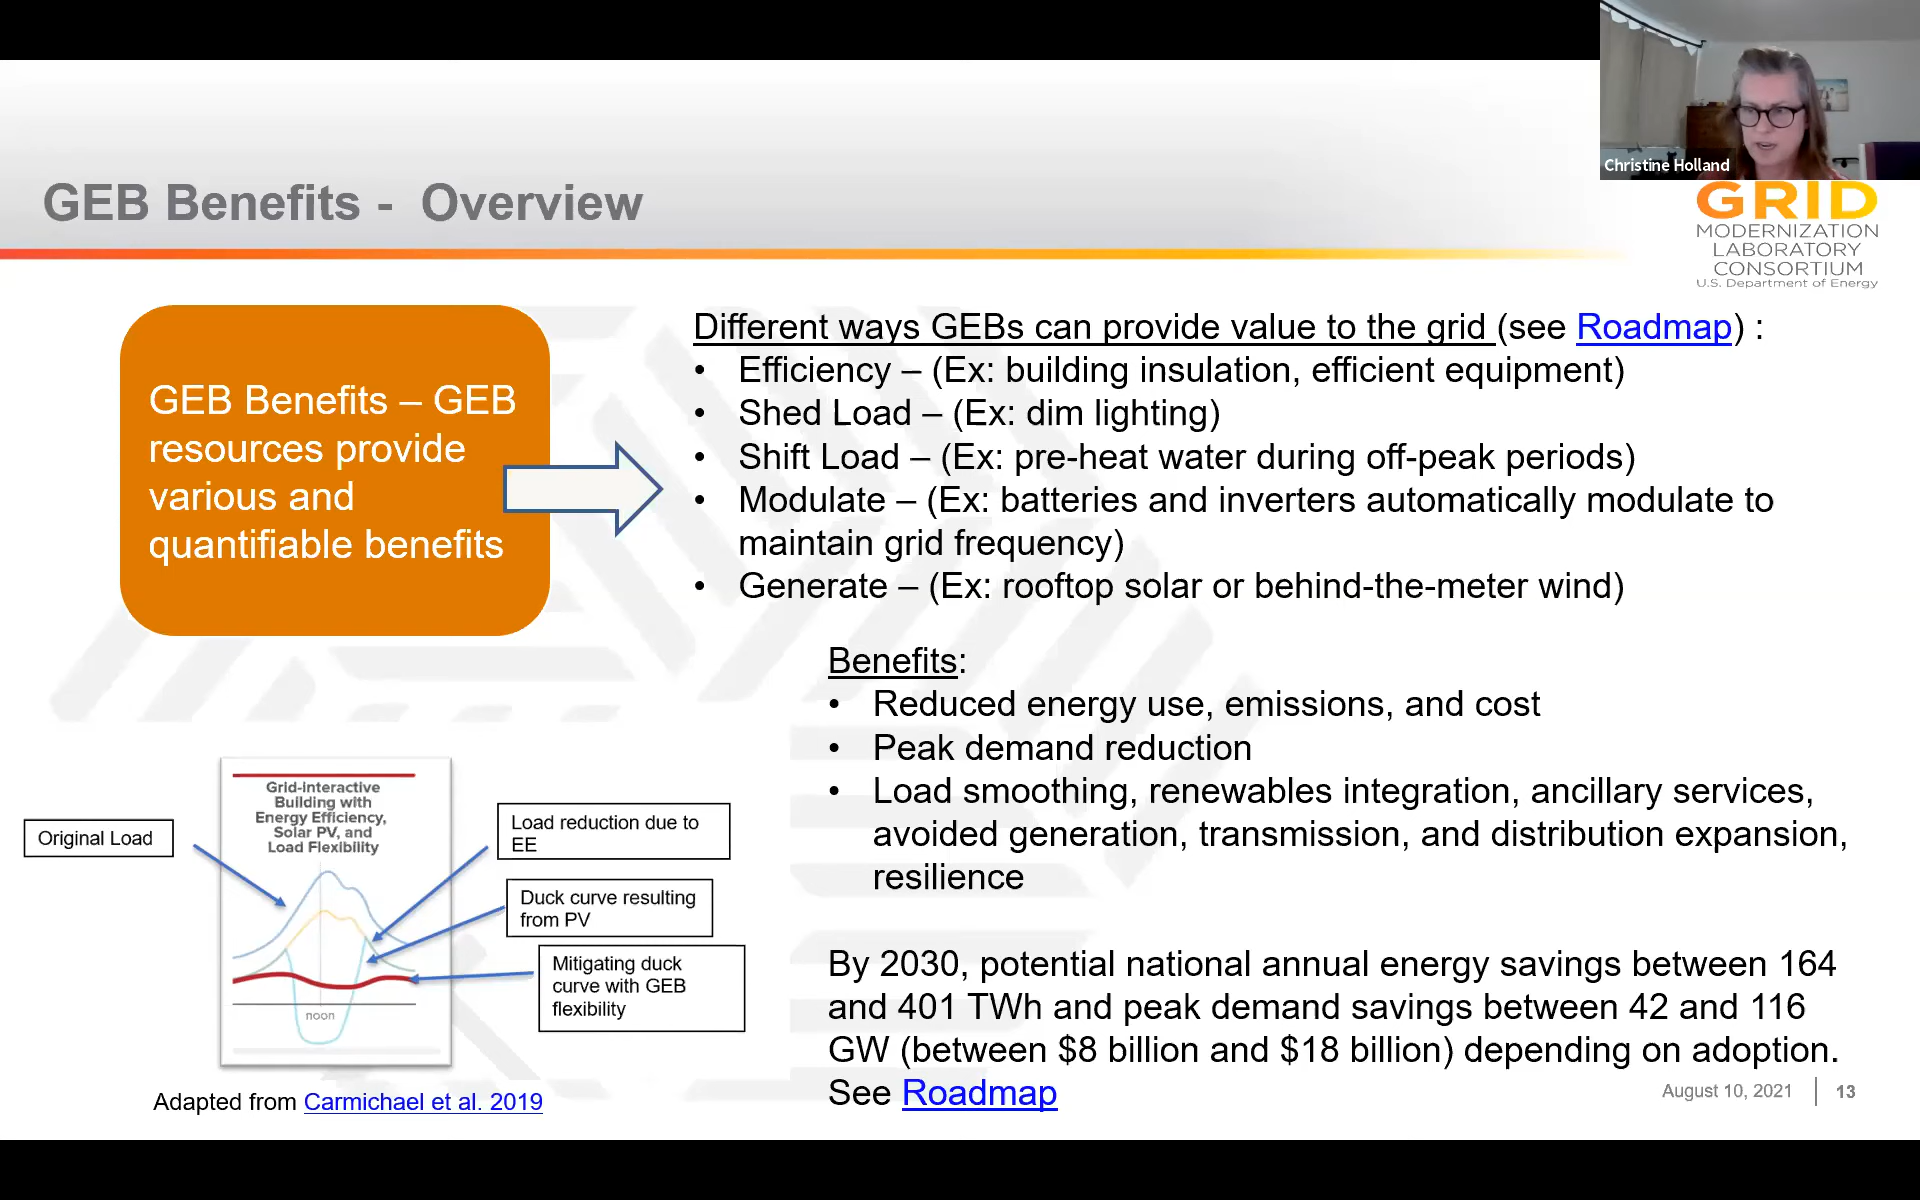 Christine Holland
GRID
MODERNIZATION
LABORATORY
CONSORTIUM
U.S. Department of Energy
GEB Benefits - Overview
GEB Benefits – GEB
resources provide
various and
quantifiable benefits
Different ways GEBs can provide value to the grid (see Roadmap) :
• Efficiency – (Ex: building insulation, efficient equipment)
• Shed Load – (Ex: dim lighting)
• Shift Load – (Ex: pre-heat water during off-peak periods)
• Modulate – (Ex: batteries and inverters automatically modulate to
maintain grid frequency)
• Generate – (Ex: rooftop solar or behind-the-meter wind)
Benefits:
• Reduced energy use, emissions, and cost
• Peak demand reduction
• Load smoothing, renewables integration, ancillary services,
avoided generation, transmission, and distribution expansion,
resilience
By 2030, potential national annual energy savings between 164
and 401 TWh and peak demand savings between 42 and 116
GW (between $8 billion and $18 billion) depending on adoption.
See Roadmap
Grid-interactive
Building with
Energy Efficiency,
Solar PV, and
Load Flexibility
Original Load
Load reduction due to
EE
Duck curve resulting
from PV
Mitigating duck
curve with GEB
flexibility
noon
Adapted from Carmichael et al. 2019
August 10, 2021
13